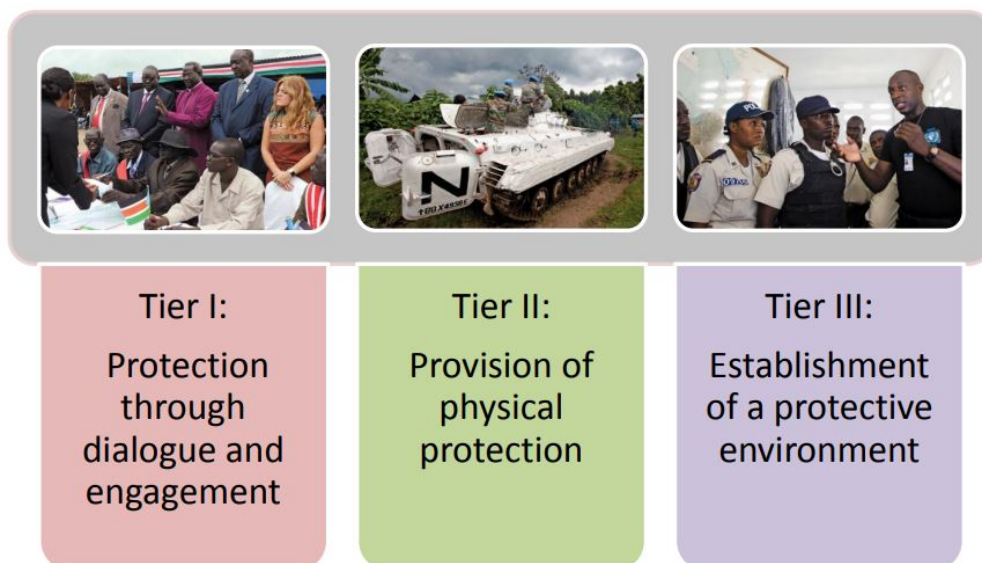 N
Tier I:
Protection
through
dialogue and
engagement
Tier II:
Provision of
physical
protection
Tier III:
Establishment
of a protective
environment